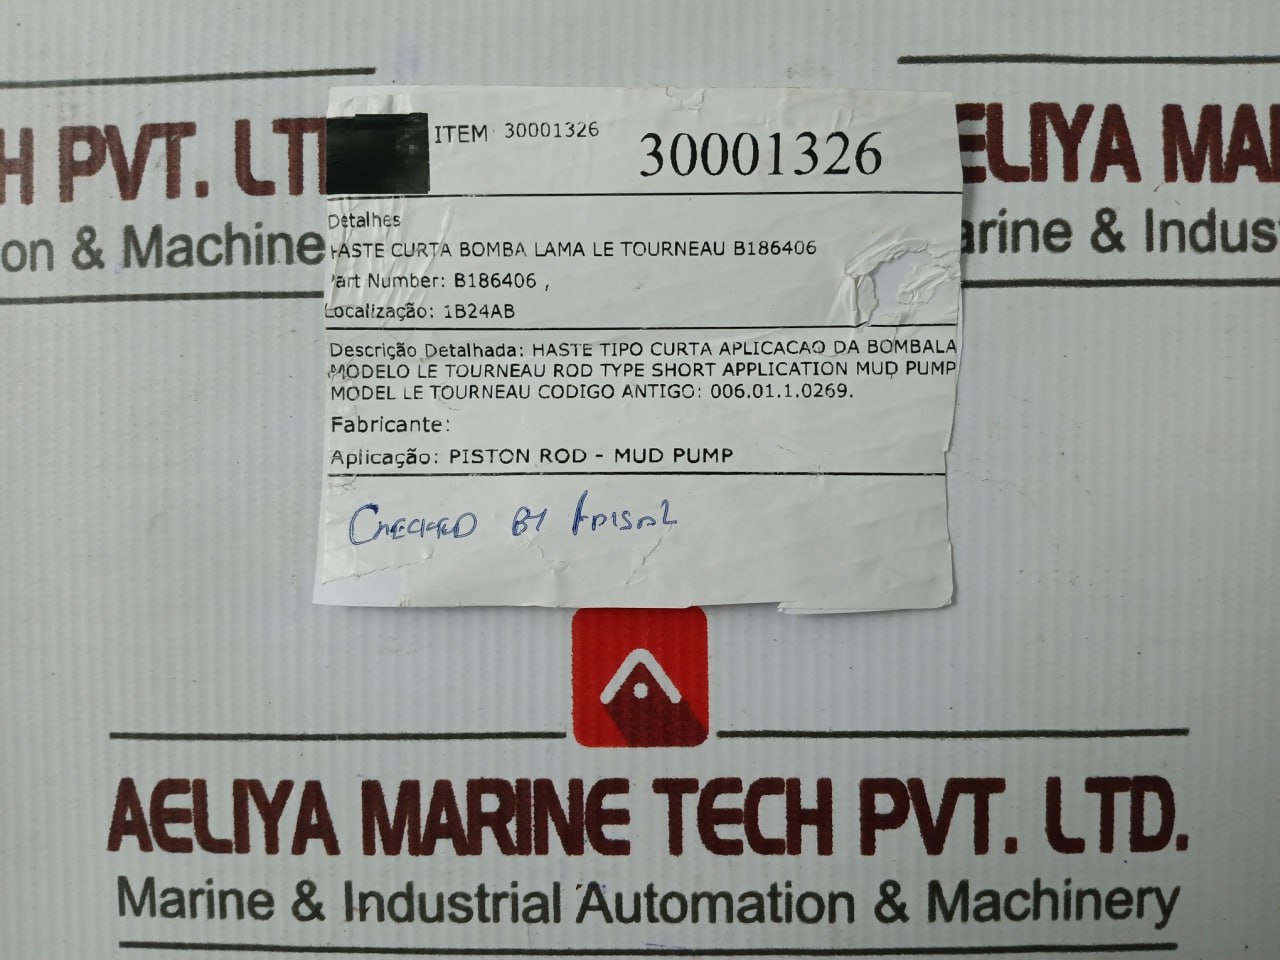 H PVT. LT
on & Machine
ELIYA MAR
arine & Indus
ITEM 30001326
30001326
Detalhes
HASTE CURTA BOMBA LAMA LE TOURNEAU B186406
Part Number: B186406 ,
Localização: 1B24AB
Descrição Detalhada: HASTE TIPO CURTA APLICACAO DA BOMBALA
MODELO LE TOURNEAU ROD TYPE SHORT APPLICATION MUD PUMP
MODEL LE TOURNEAU CODIGO ANTIGO: 006.01.1.0269.
Fabricante:
Aplicação: PISTON ROD - MUD PUMP
CHECKED BY
AELIYA MARINE TECH PVT. LTD.
Marine & Industrial Automation & Machinery